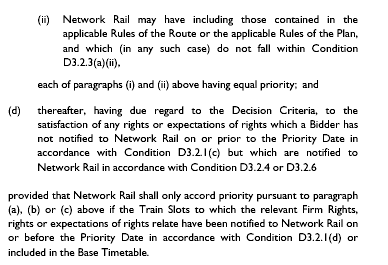 (ii) Network Rail may have including those contained in the
applicable Rules of the Route or the applicable Rules of the Plan,
and which (in any such case) do not fall within Condition
D3.2.3(a)(ii),
each of paragraphs (i) and (ii) above having equal priority; and
(d) thereafter, having due regard to the Decision Criteria, to the
satisfaction of any rights or expectations of rights which a Bidder has
not notified to Network Rail on or prior to the Priority Date in
accordance with Condition D3.2.1(c) but which are notified to
Network Rail in accordance with Condition D3.2.4 or D3.2.6
provided that Network Rail shall only accord priority pursuant to paragraph
(a), (b) or (c) above if the Train Slots to which the relevant Firm Rights,
rights or expectations of rights relate have been notified to Network Rail on
or before the Priority Date in accordance with Condition D3.2.1(d) or
included in the Base Timetable.